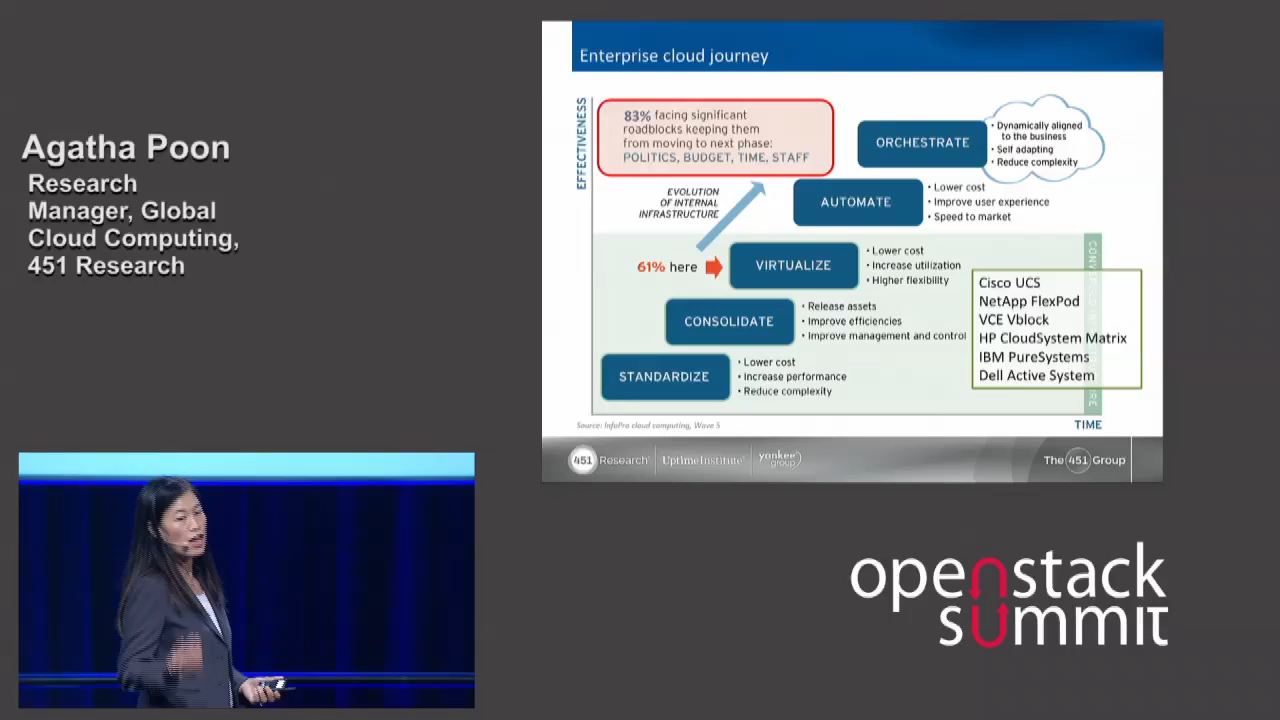 Agatha Poon
Research
Manager, Global
Cloud Computing,
451 Research
Enterprise cloud journey
EFFECTIVENESS
83% facing significant
roadblocks keeping them
from moving to next phase:
POLITICS, BUDGET, TIME, STAFF
ORCHESTRATE
• Dynamically aligned
to the business
• Self adapting
• Reduce complexity
EVOLUTION
OF INTERNAL
INFRASTRUCTURE
AUTOMATE
• Lower cost
• Improve user experience
• Speed to market
61% here
VIRTUALIZE
• Lower cost
• Increase utilization
• Higher flexibility
CONSOLIDATE
• Release assets
• Improve efficiencies
• Improve management and control
STANDARDIZE
• Lower cost
• Increase performance
• Reduce complexity
Cisco UCS
NetApp FlexPod
VCE Vblock
HP CloudSystem Matrix
IBM PureSystems
Dell Active System
Source: InfoPro cloud computing, Wave 5
TIME
451 Research
UptimeInstitute
yankee
group
The 451 Group
openstack
summit